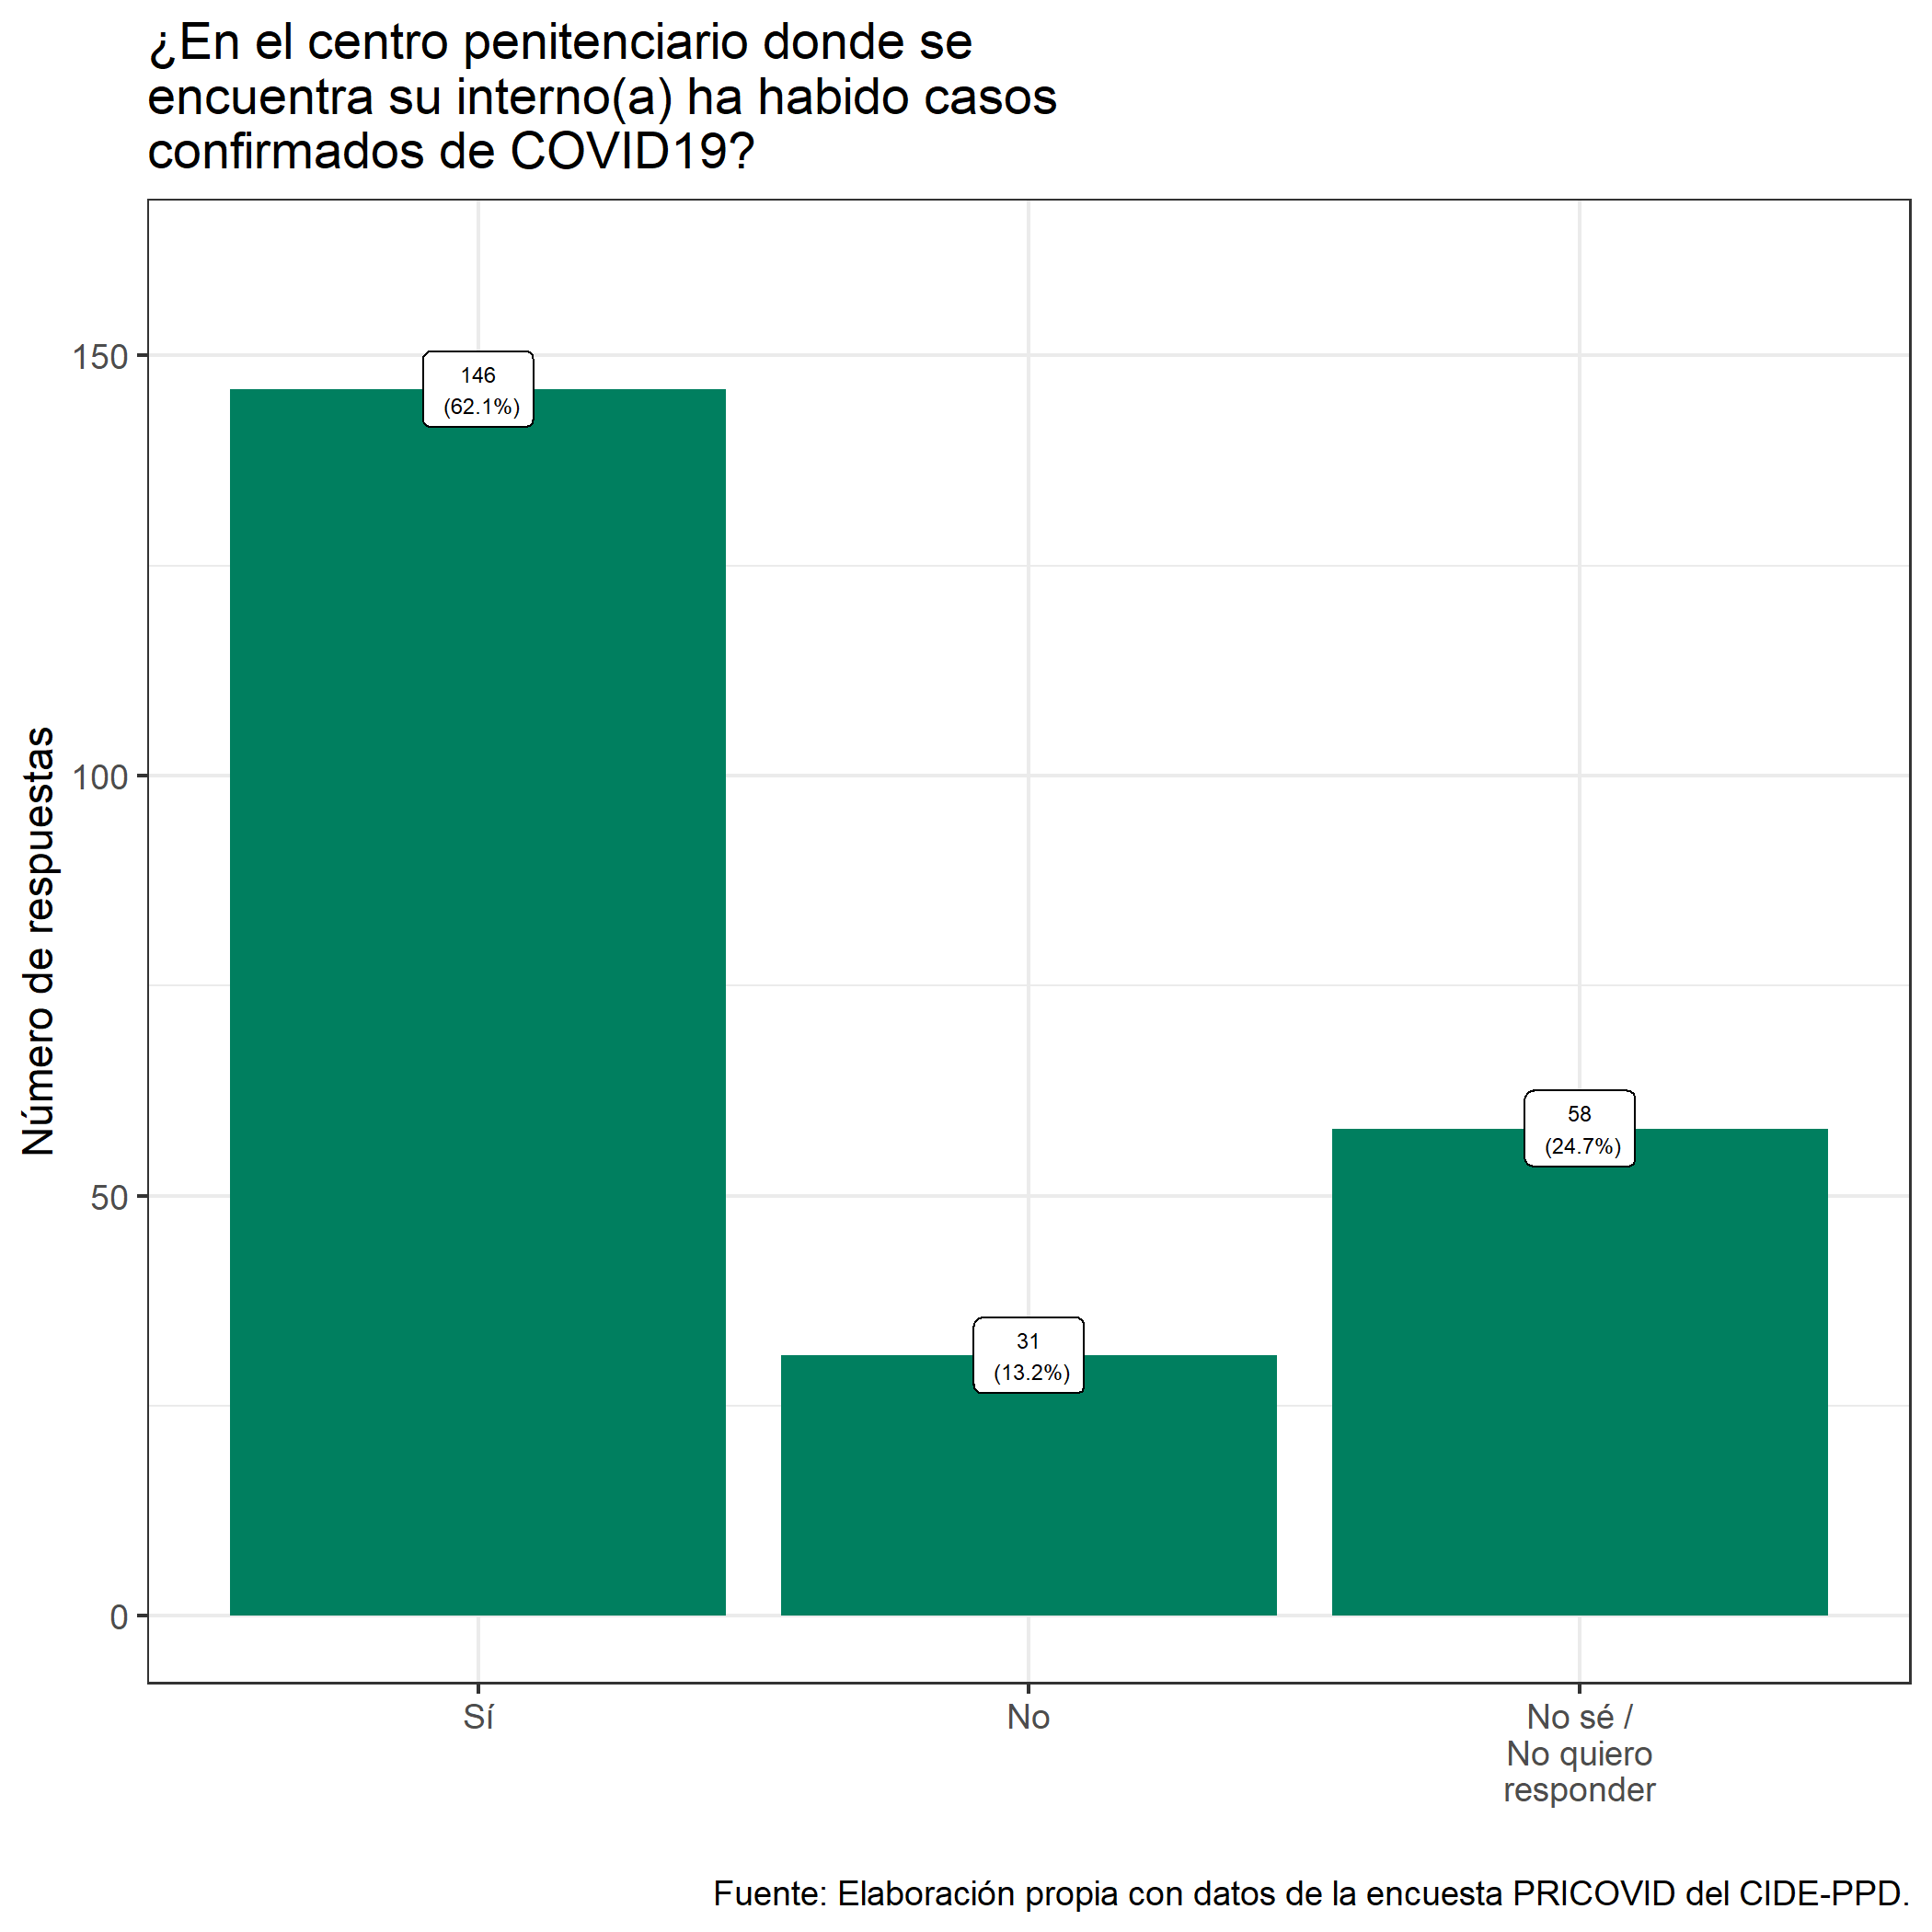 ¿En el centro penitenciario donde se
encuentra su interno(a) ha habido casos
confirmados de COVID19?
Número de respuestas
150
100
50
0
146
(62.1%)
31
(13.2%)
58
(24.7%)
Sí
No
No sé /
No quiero
responder
Fuente: Elaboración propia con datos de la encuesta PRICOVID del CIDE-PPD.